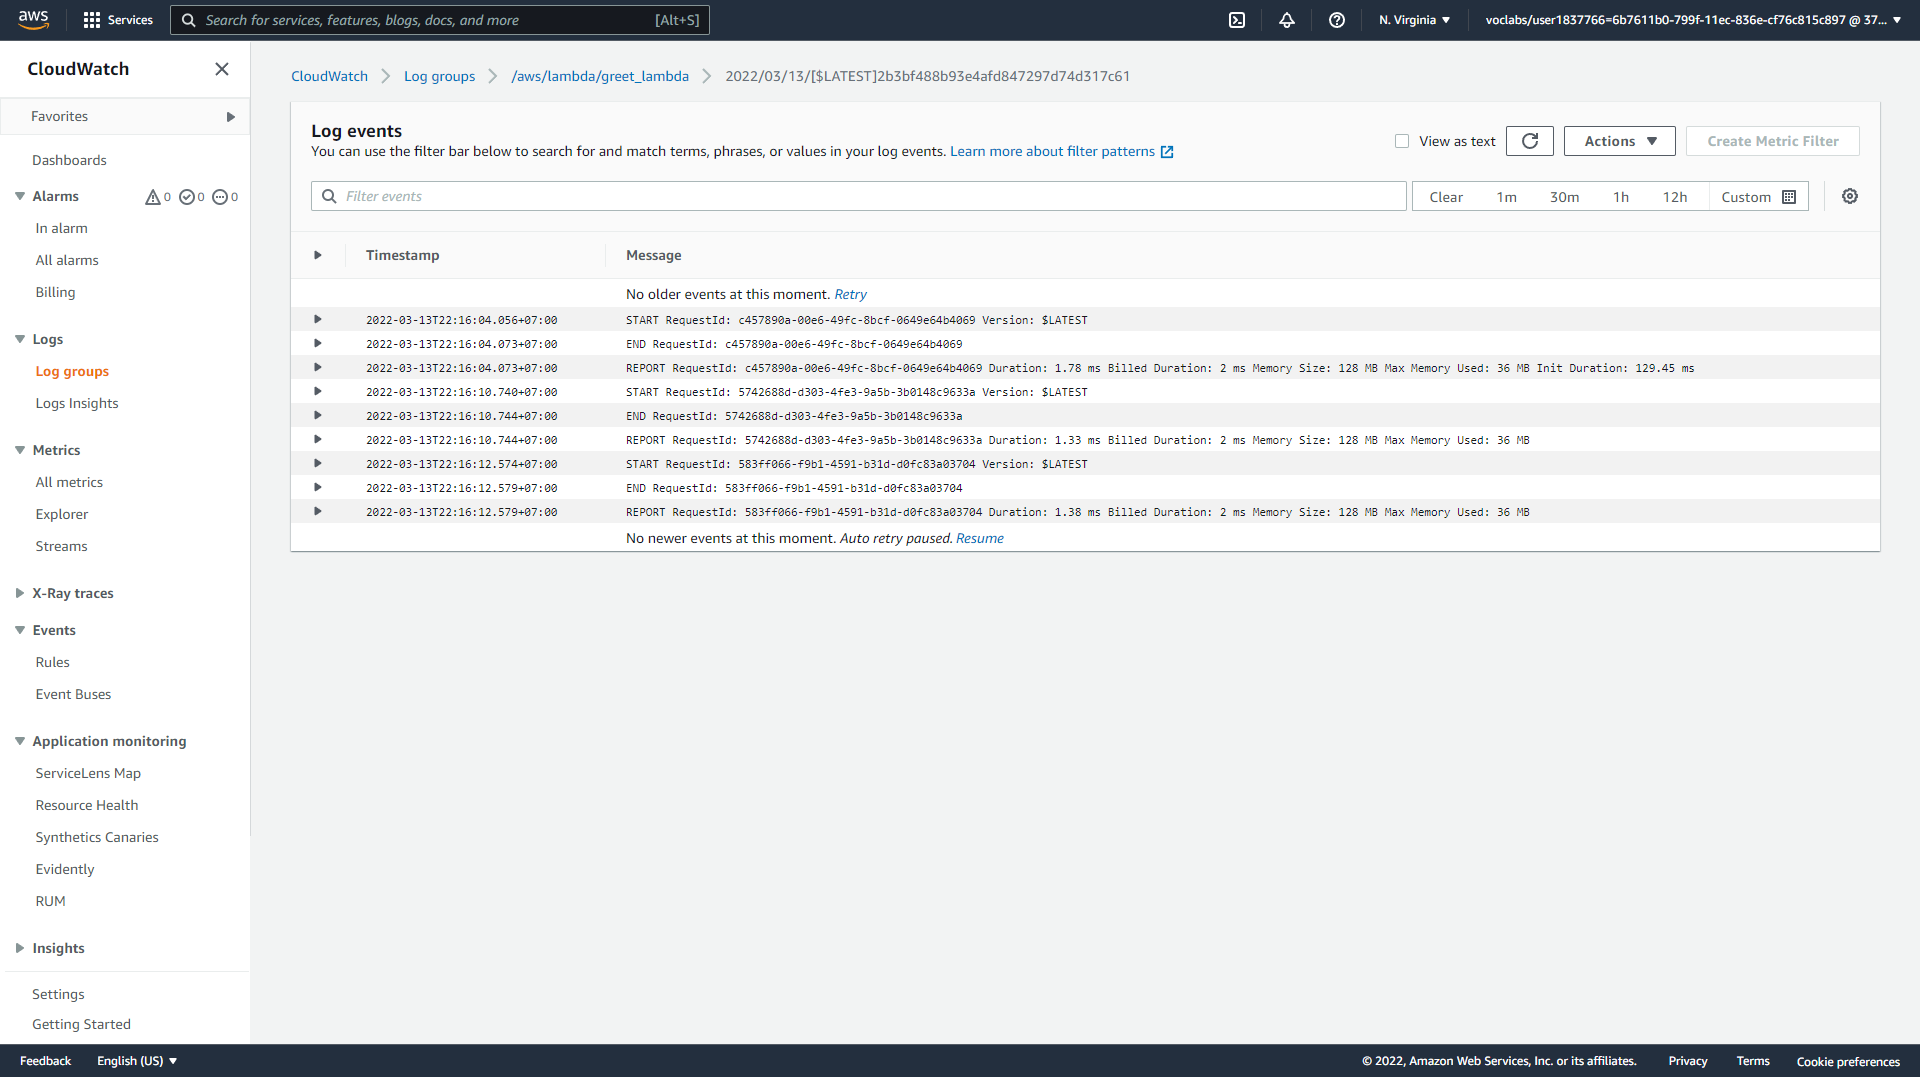 aws
Services
Search for services, features, blogs, docs, and more [Alt+S]
N. Virginia
voclabs/user1837766=6b7611b0-799f-11ec-836e-cf76c815c897 @ 37...
CloudWatch
Favorites
Dashboards
Alarms 0 0 0
In alarm
All alarms
Billing
Logs
Log groups
Logs Insights
Metrics
All metrics
Explorer
Streams
X-Ray traces
Events
Rules
Event Buses
Application monitoring
ServiceLens Map
Resource Health
Synthetics Canaries
Evidently
RUM
Insights
Settings
Getting Started
CloudWatch Log groups /aws/lambda/greet_lambda 2022/03/13/[$LATEST]2b3bf488b93e4afd847297d74d317c61
Log events
You can use the filter bar below to search for and match terms, phrases, or values in your log events. Learn more about filter patterns
View as text
Actions
Create Metric Filter
Filter events
Clear 1m 30m 1h 12h Custom
Timestamp Message
No older events at this moment. Retry
2022-03-13T22:16:04.056+07:00 START RequestId: c457890a-00e6-49fc-8bcf-0649e64b4069 Version: $LATEST
2022-03-13T22:16:04.073+07:00 END RequestId: c457890a-00e6-49fc-8bcf-0649e64b4069
2022-03-13T22:16:04.073+07:00 REPORT RequestId: c457890a-00e6-49fc-8bcf-0649e64b4069 Duration: 1.78 ms Billed Duration: 2 ms Memory Size: 128 MB Max Memory Used: 36 MB Init Duration: 129.45 ms
2022-03-13T22:16:10.740+07:00 START RequestId: 5742688d-d303-4fe3-9a5b-3b0148c9633a Version: $LATEST
2022-03-13T22:16:10.744+07:00 END RequestId: 5742688d-d303-4fe3-9a5b-3b0148c9633a
2022-03-13T22:16:10.744+07:00 REPORT RequestId: 5742688d-d303-4fe3-9a5b-3b0148c9633a Duration: 1.33 ms Billed Duration: 2 ms Memory Size: 128 MB Max Memory Used: 36 MB
2022-03-13T22:16:12.574+07:00 START RequestId: 583ff066-f9b1-4591-b31d-d0fc83a03704 Version: $LATEST
2022-03-13T22:16:12.579+07:00 END RequestId: 583ff066-f9b1-4591-b31d-d0fc83a03704
2022-03-13T22:16:12.579+07:00 REPORT RequestId: 583ff066-f9b1-4591-b31d-d0fc83a03704 Duration: 1.38 ms Billed Duration: 2 ms Memory Size: 128 MB Max Memory Used: 36 MB
No newer events at this moment. Auto retry paused. Resume
Feedback English (US)
© 2022, Amazon Web Services, Inc. or its affiliates. Privacy Terms Cookie preferences